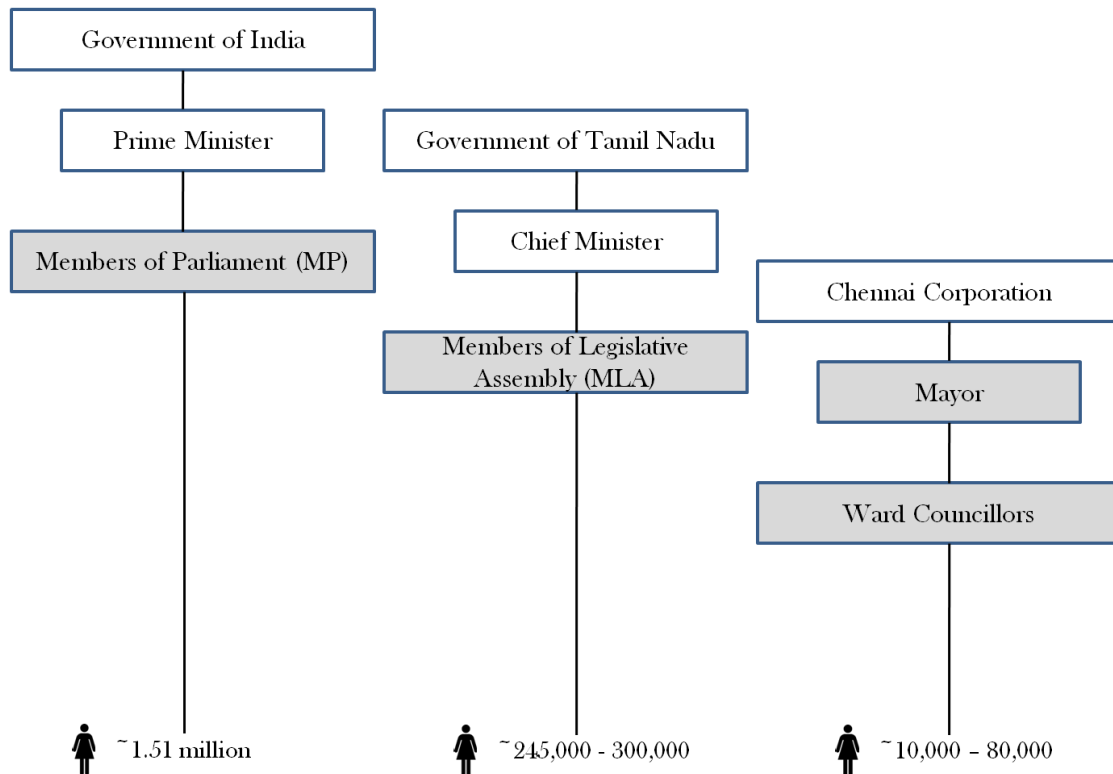 Government of India
Prime Minister
Members of Parliament (MP)
~1.51 million
Government of Tamil Nadu
Chief Minister
Members of Legislative
Assembly (MLA)
~245,000 - 300,000
Chennai Corporation
Mayor
Ward Councillors
~10,000 – 80,000